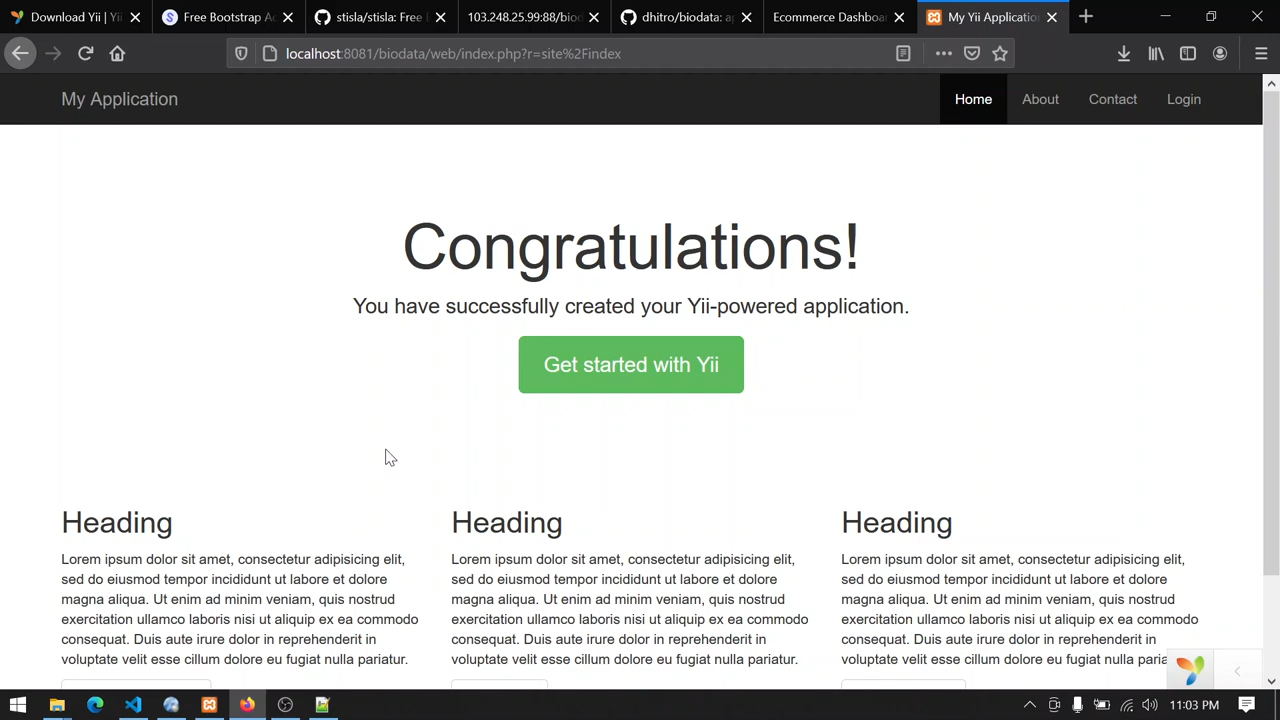 Download Yii | Yii
Free Bootstrap AC
stisla/stisla: Free
103.248.25.99:88/biod
dhitro/biodata: a
Ecommerce Dashboa
My Yii Applicatio
localhost:8081/biodata/web/index.php?r=site%2Findex
My Application
Home
About
Contact
Login
Congratulations!
You have successfully created your Yii-powered application.
Get started with Yii
Heading
Lorem ipsum dolor sit amet, consectetur adipisicing elit,
sed do eiusmod tempor incididunt ut labore et dolore
magna aliqua. Ut enim ad minim veniam, quis nostrud
exercitation ullamco laboris nisi ut aliquip ex ea commodo
consequat. Duis aute irure dolor in reprehenderit in
voluptate velit esse cillum dolore eu fugiat nulla pariatur.
Heading
Lorem ipsum dolor sit amet, consectetur adipisicing elit,
sed do eiusmod tempor incididunt ut labore et dolore
magna aliqua. Ut enim ad minim veniam, quis nostrud
exercitation ullamco laboris nisi ut aliquip ex ea commodo
consequat. Duis aute irure dolor in reprehenderit in
voluptate velit esse cillum dolore eu fugiat nulla pariatur.
Heading
Lorem ipsum dolor sit amet, consectetur adipisicing elit,
sed do eiusmod tempor incididunt ut labore et dolore
magna aliqua. Ut enim ad minim veniam, quis nostrud
exercitation ullamco laboris nisi ut aliquip ex ea commodo
consequat. Duis aute irure dolor in reprehenderit in
voluptate velit esse cillum dolore eu fugiat nulla paria
11:03 PM